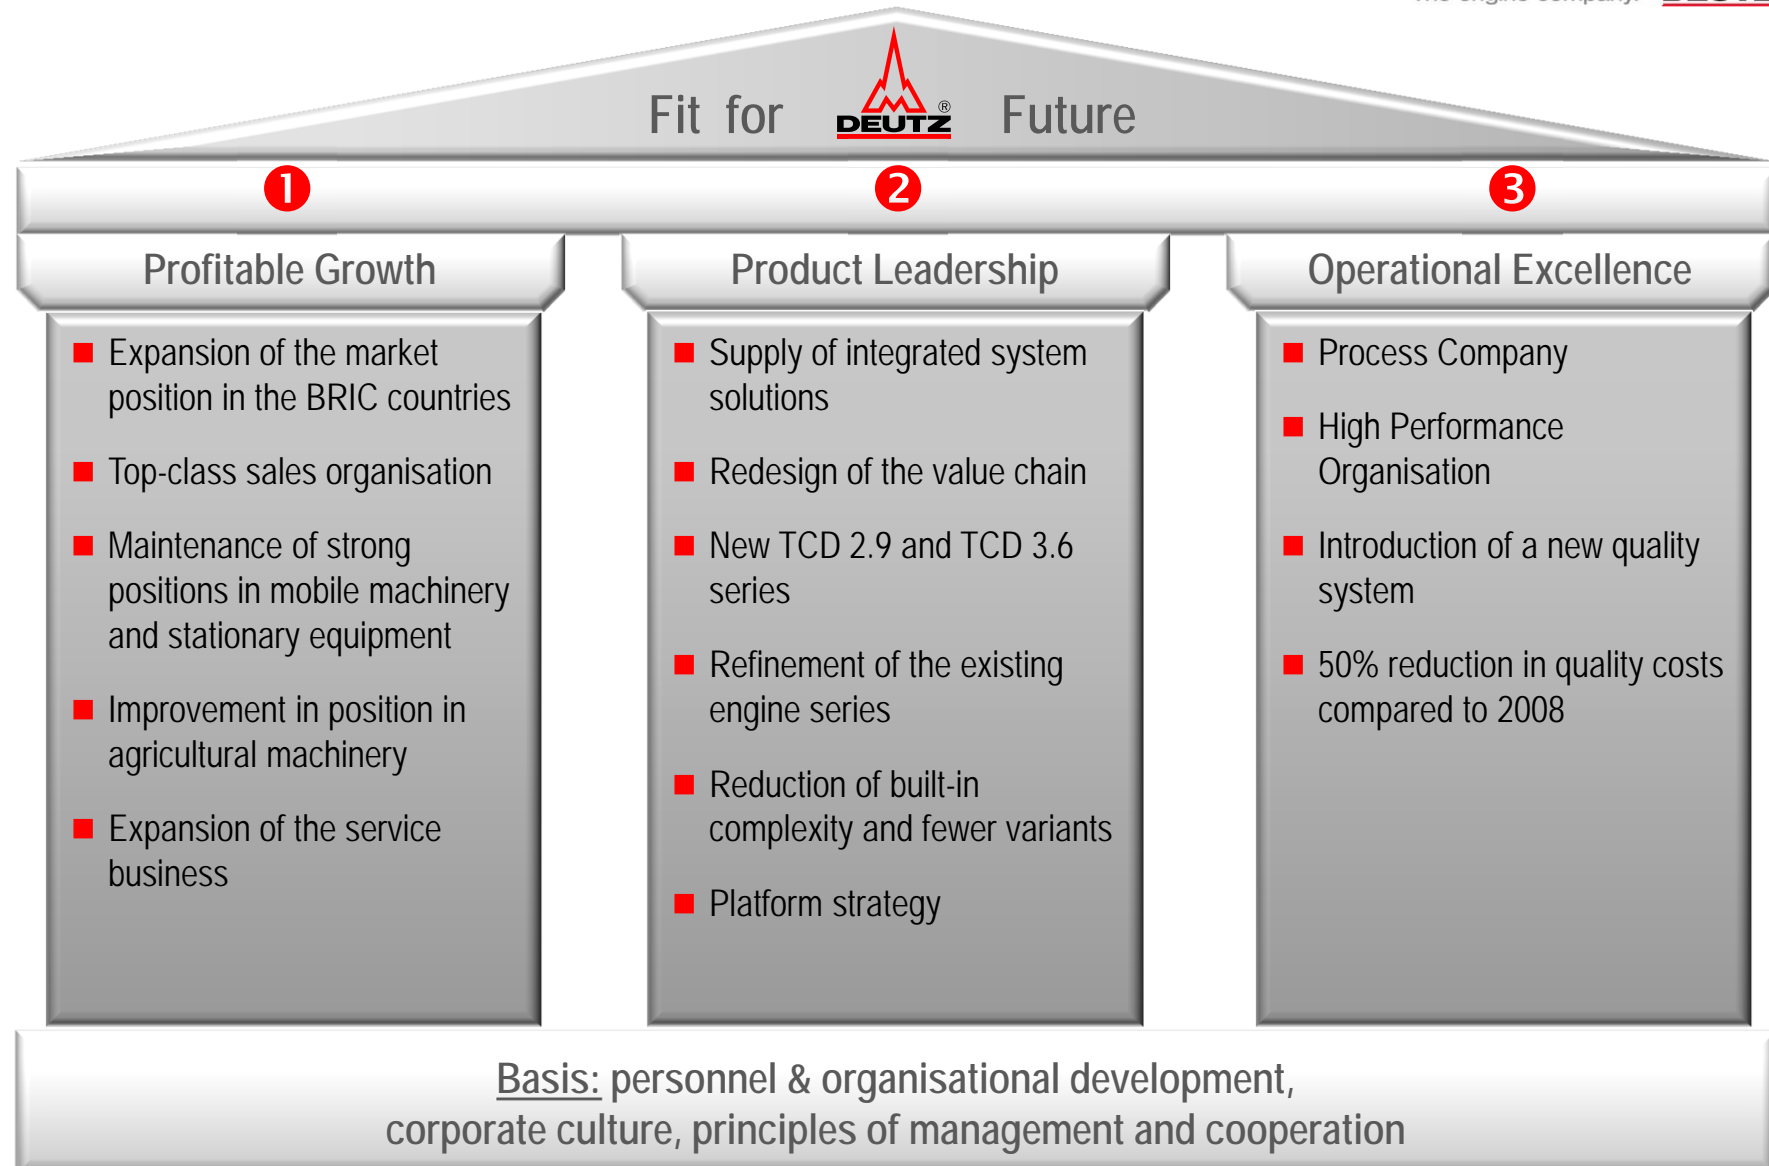 Fit for DEUTZ ® Future
1
2
3
Profitable Growth
Expansion of the market
position in the BRIC countries
Top-class sales organisation
Maintenance of strong
positions in mobile machinery
and stationary equipment
Improvement in position in
agricultural machinery
Expansion of the service
business
Product Leadership
Supply of integrated system
solutions
Redesign of the value chain
New TCD 2.9 and TCD 3.6
series
Refinement of the existing
engine series
Reduction of built-in
complexity and fewer variants
Platform strategy
Operational Excellence
Process Company
High Performance
Organisation
Introduction of a new quality
system
50% reduction in quality costs
compared to 2008
Basis: personnel & organisational development,
corporate culture, principles of management and cooperation